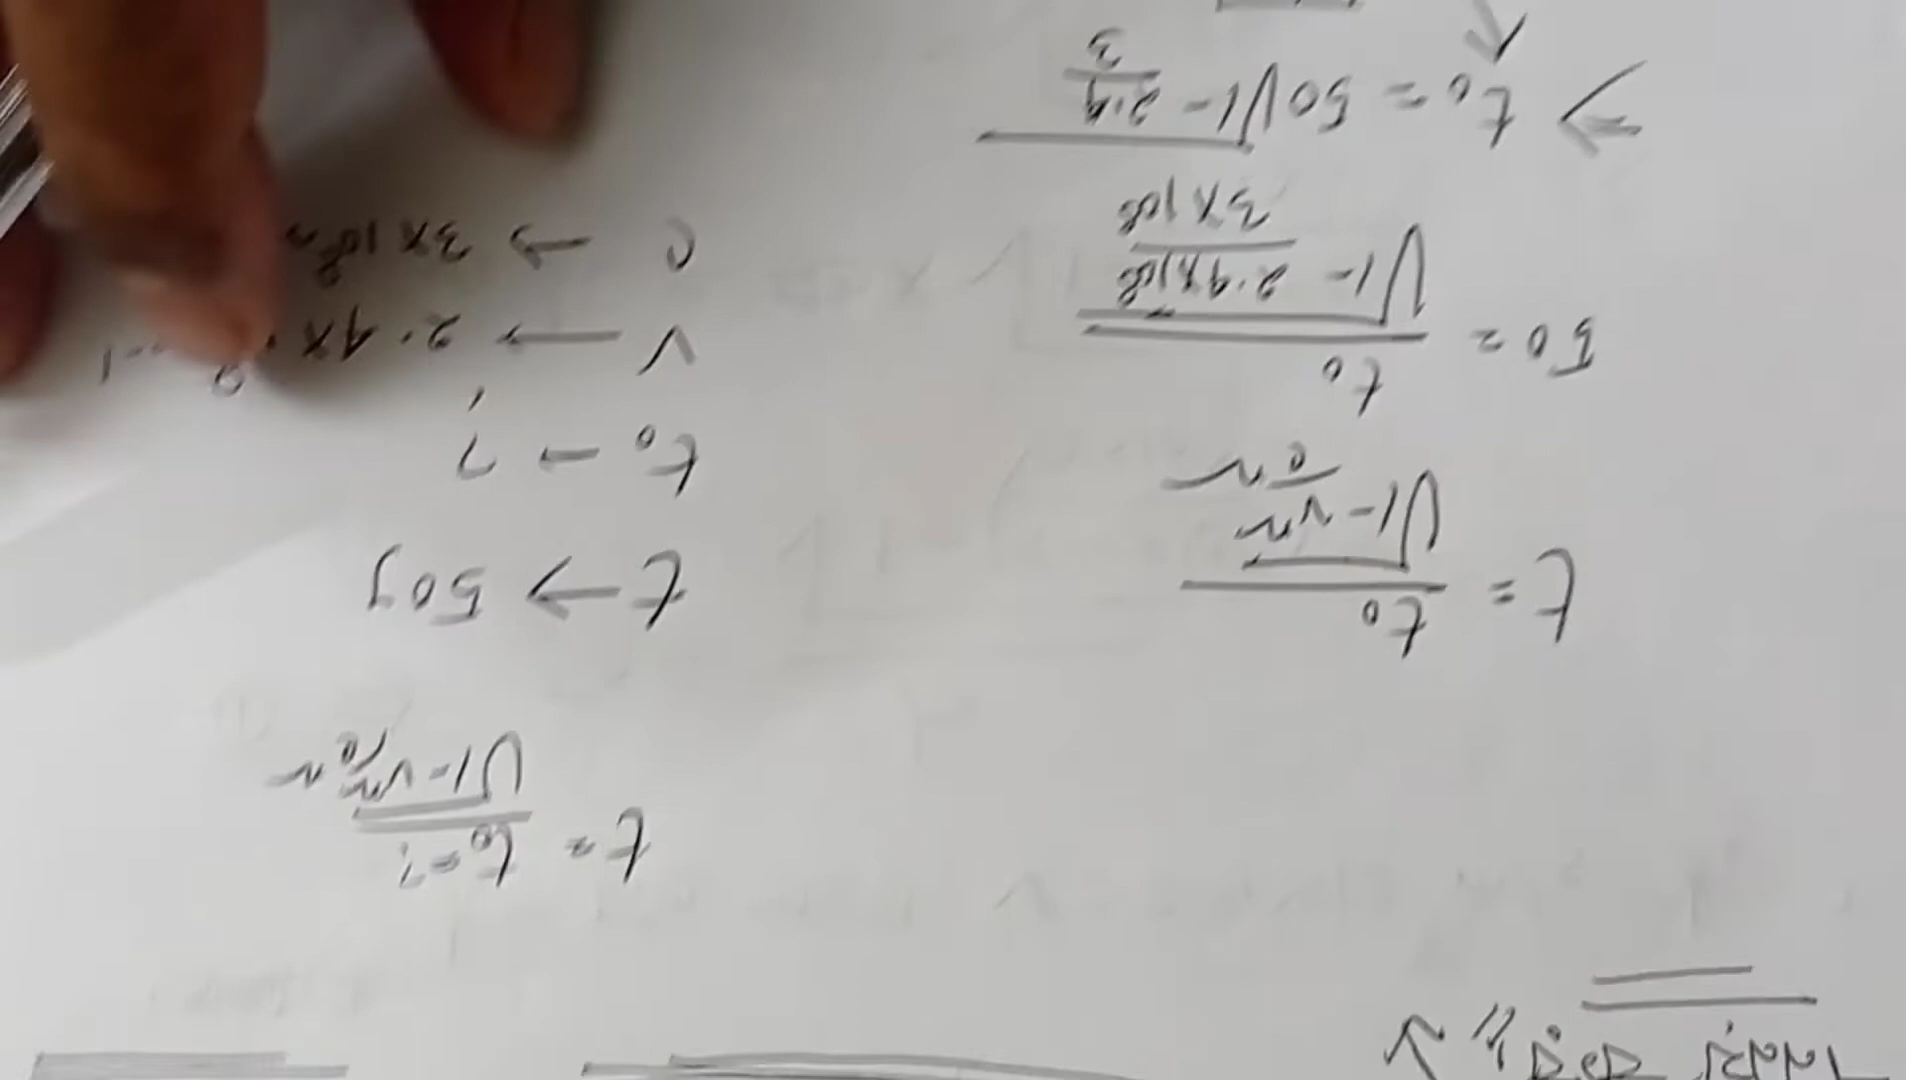 t = t₀ = ? / √1 - v² / c²
t → 50y
t₀ → ?
v → 2.4×
c → 3×10⁸
t = t₀ / √1 - v² / c²
50 = t₀ / √1 - 2.4×10⁸ / 3×10⁸
→ t₀ = 50√1 - 2.4 / 3